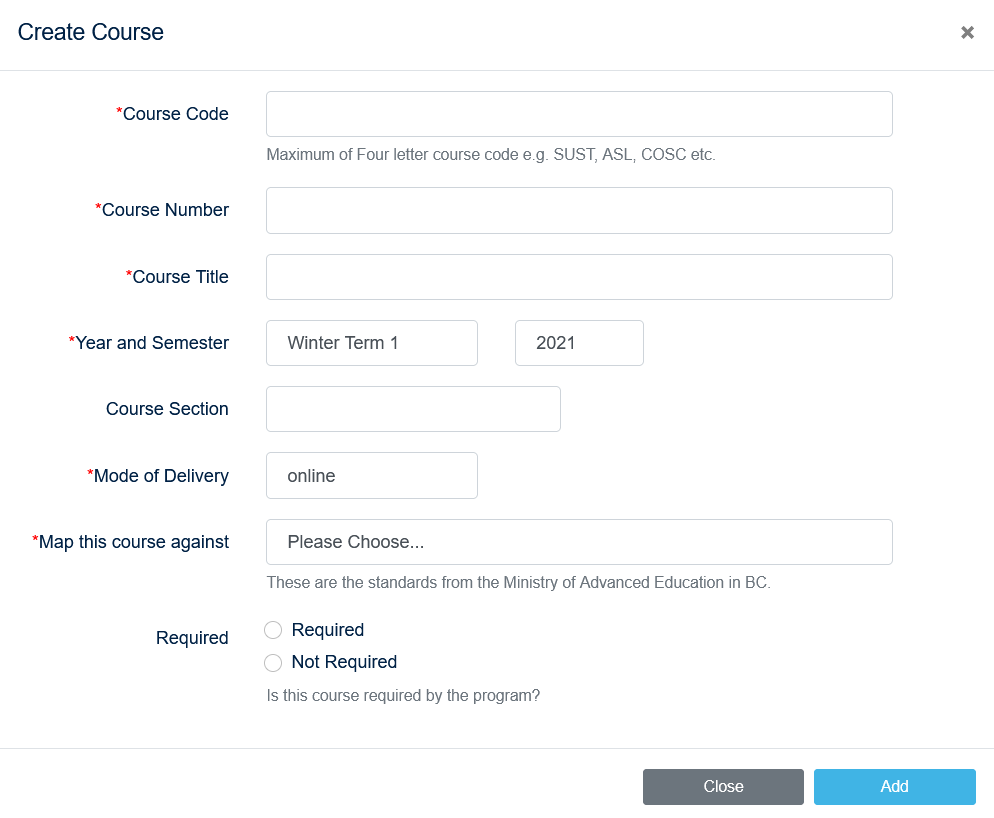 Create Course
×
*Course Code
Maximum of Four letter course code e.g. SUST, ASL, COSC etc.
*Course Number
*Course Title
*Year and Semester Winter Term 1 2021
Course Section
*Mode of Delivery online
*Map this course against Please Choose...
These are the standards from the Ministry of Advanced Education in BC.
Required Required
Not Required
Is this course required by the program?
Close Add